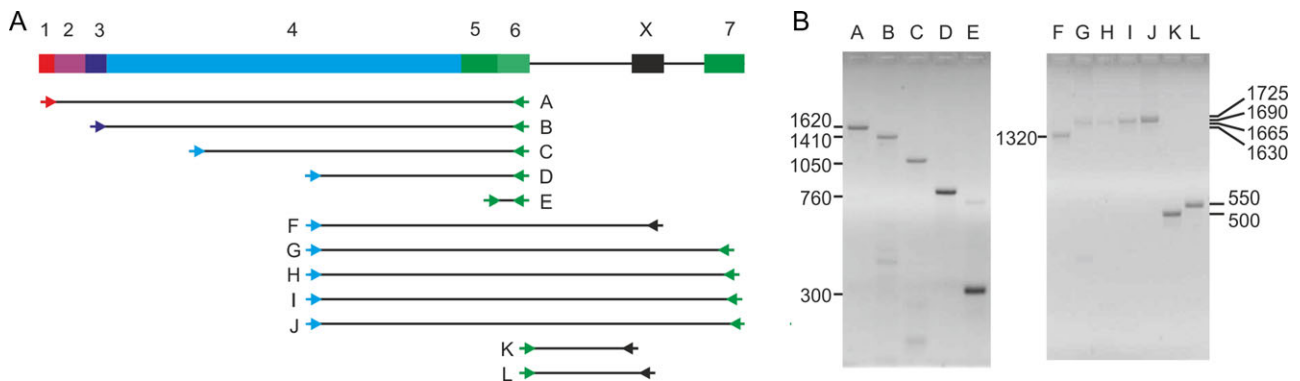 A
1 2 3 4 5 6 X 7
A
B
C
D
E
F
G
H
I
J
K
L
B
A B C D E
1620
1410
1050
760
300
F G H I J K L
1320
1725
1690
1665
1630
550
500